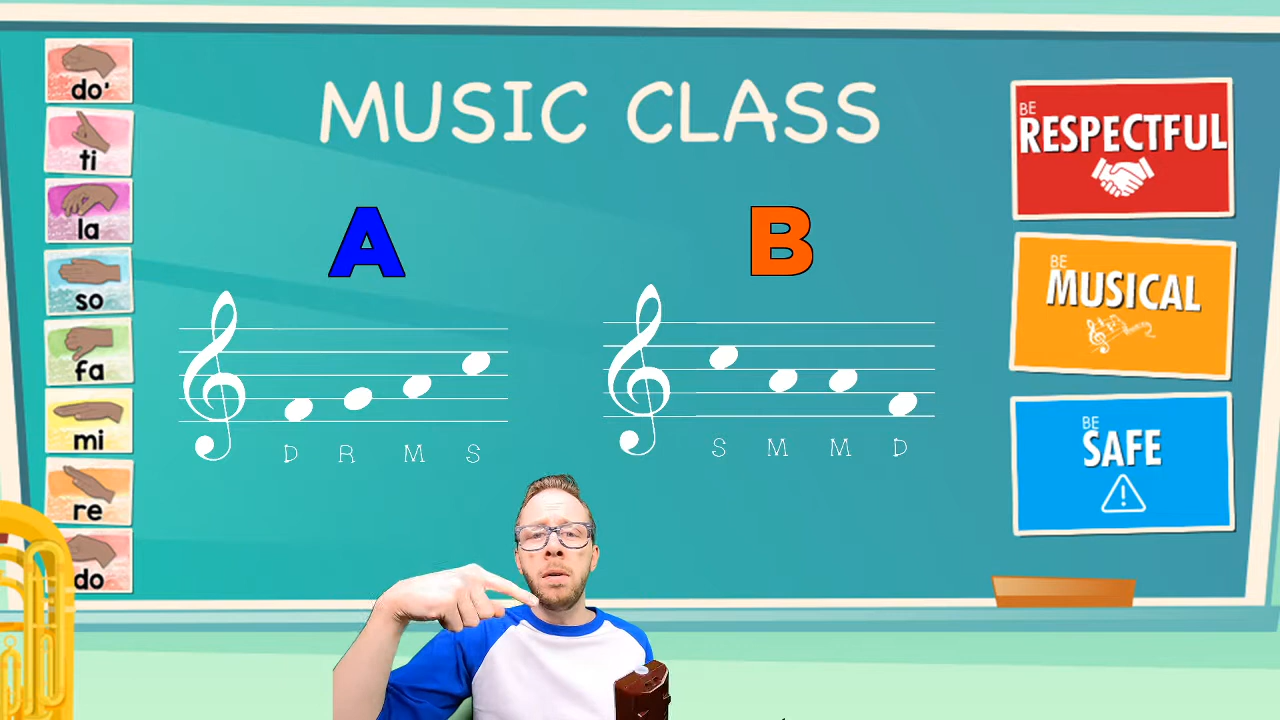 do'
ti
la
so
fa
mi
re
do
MUSIC CLASS
A
D R M S
B
S M M D
BE
RESPECTFUL
BE
MUSICAL
BE
SAFE